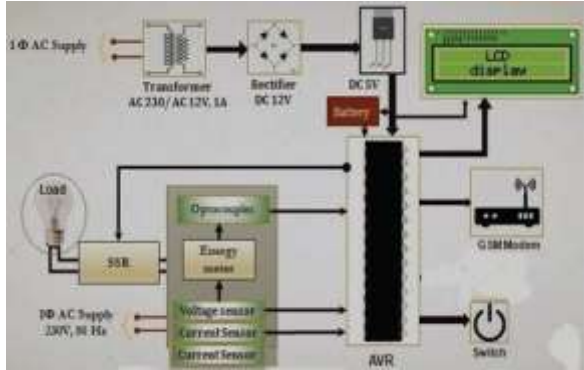 1 Φ AC Supply
Transformer
AC 230/ AC 12V, 1A
Rectifier
DC 12V
DC 5V
LCD
display
Battery
Load
SSR
Optocoupler
Energy
meter
Voltage sensor
Current Sensor
Current Sensor
AC Supply
230V, 50 Hz
AVR
GSM Modem
Switch